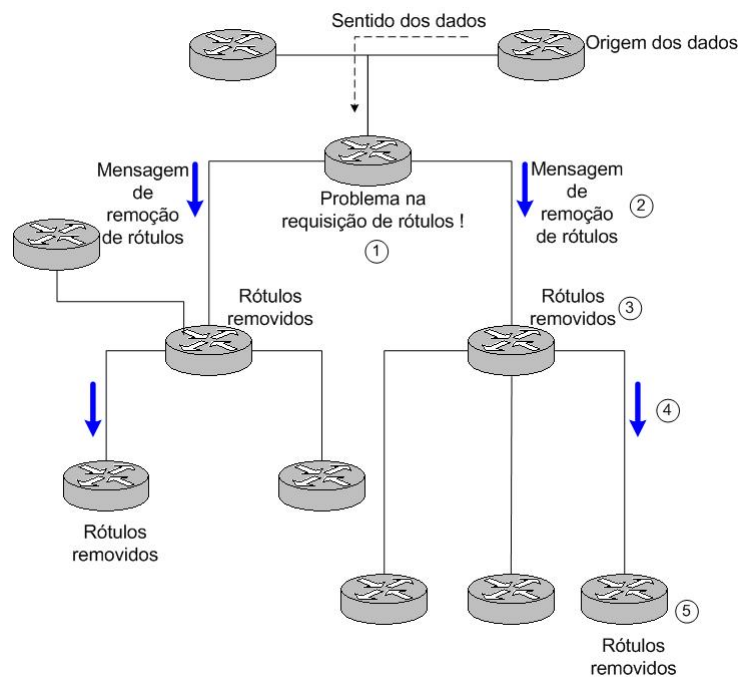 Sentido dos dados
Origem dos dados
Mensagem
de
remoção
de rótulos
Problema na
requisição de rótulos !
1
Mensagem
de
remoção
de rótulos
2
Rótulos
removidos
Rótulos
removidos
3
4
Rótulos
removidos
5
Rótulos
removidos